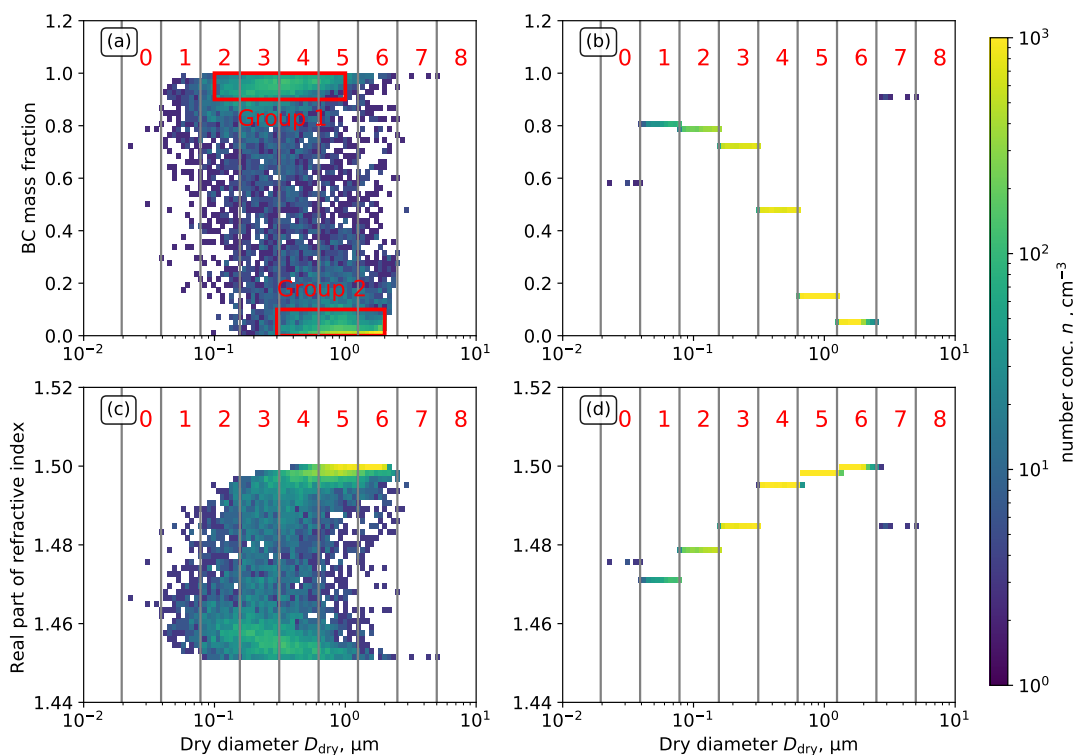 (a)
0 1 2 3 4 5 6 7 8
Group 1
Group 2
BC mass fraction
1.2
1.0
0.8
0.6
0.4
0.2
0.0
10⁻² 10⁻¹ 10⁰ 10¹
(b)
0 1 2 3 4 5 6 7 8
1.2
1.0
0.8
0.6
0.4
0.2
0.0
10⁻² 10⁻¹ 10⁰ 10¹
(c)
0 1 2 3 4 5 6 7 8
Real part of refractive index
1.52
1.50
1.48
1.46
1.44
10⁻² 10⁻¹ 10⁰ 10¹
Dry diameter D_dry, μm
(d)
0 1 2 3 4 5 6 7 8
1.52
1.50
1.48
1.46
1.44
10⁻² 10⁻¹ 10⁰ 10¹
Dry diameter D_dry, μm
10³
10²
10¹
10⁰
number conc. n , cm⁻³